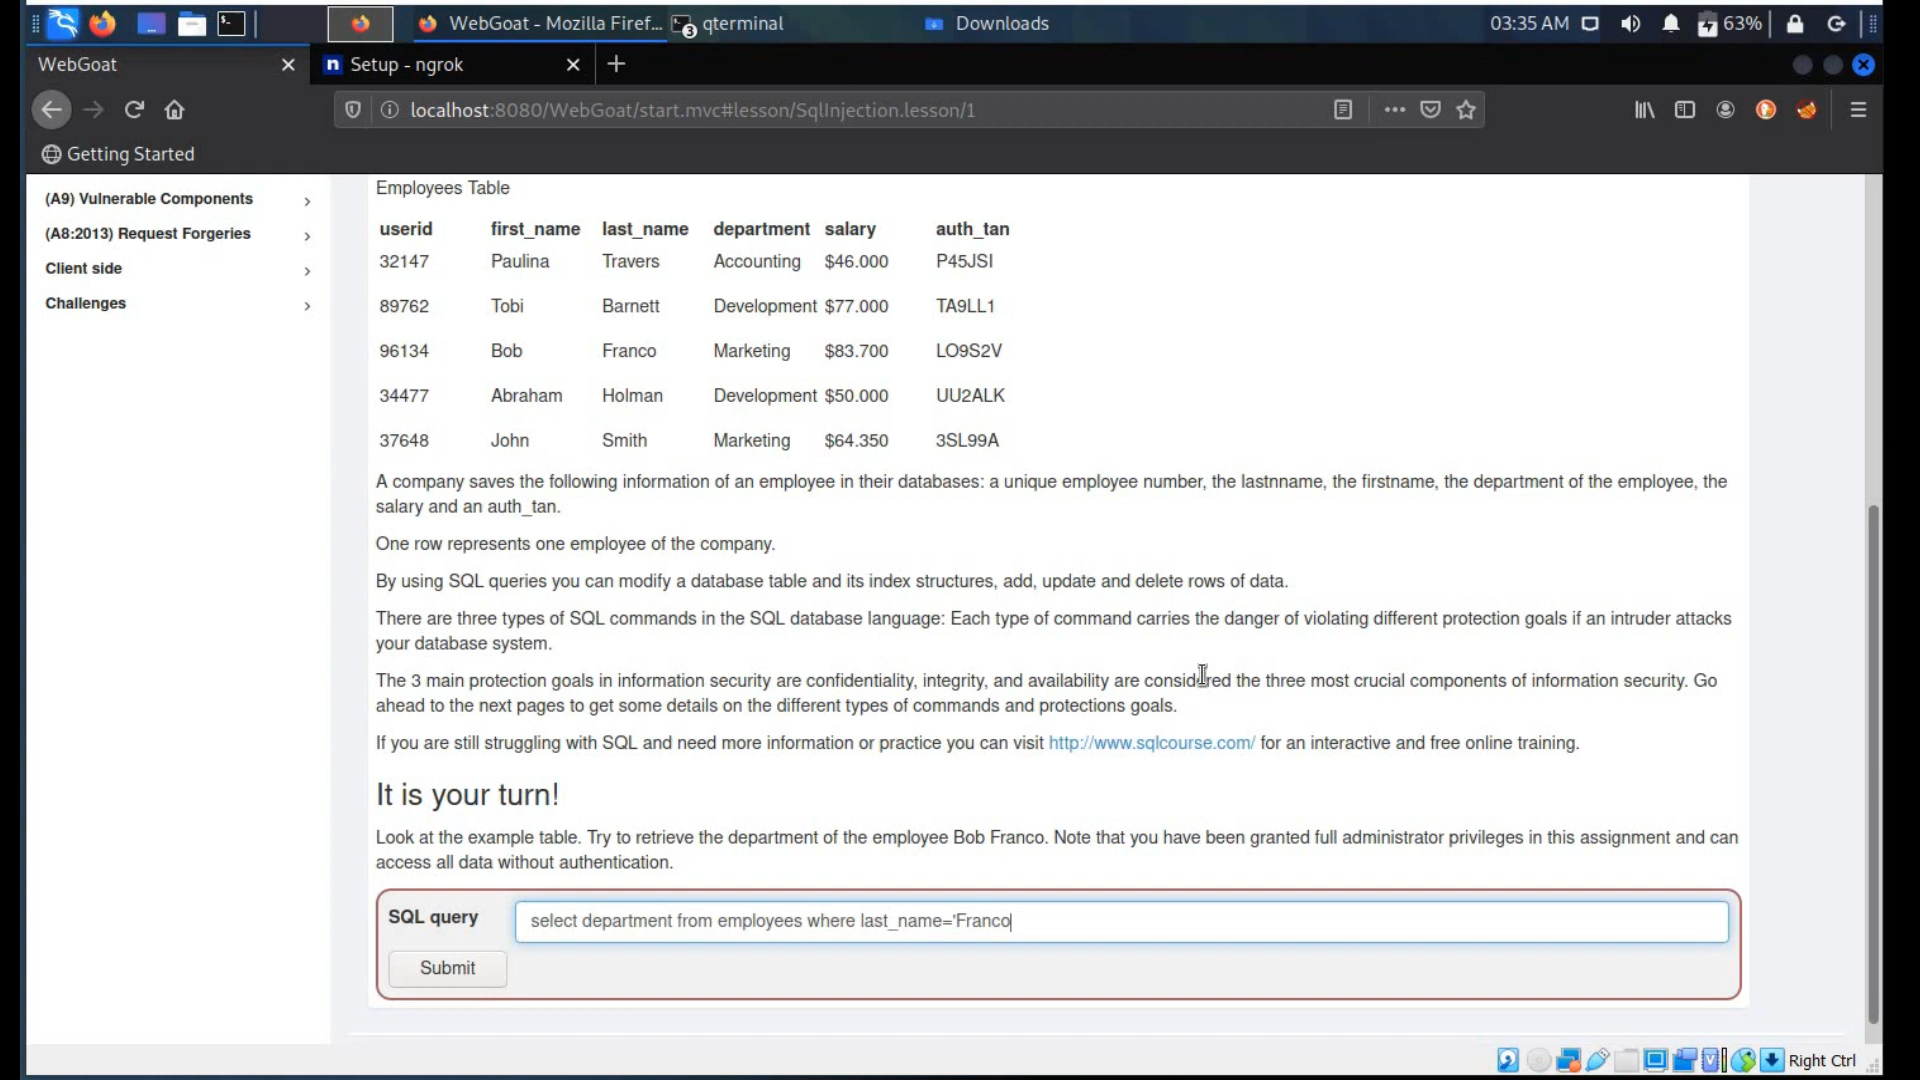 WebGoat - Mozilla Firef...
3
qterminal
Downloads
03:35 AM
63%
WebGoat
Setup - ngrok
localhost:8080/WebGoat/start.mvc#lesson/SqlInjection.lesson/1
Getting Started
(A9) Vulnerable Components
(A8:2013) Request Forgeries
Client side
Challenges
Employees Table
userid first_name last_name department salary auth_tan
32147 Paulina Travers Accounting $46.000 P45JSI
89762 Tobi Barnett Development $77.000 TA9LL1
96134 Bob Franco Marketing $83.700 LO9S2V
34477 Abraham Holman Development $50.000 UU2ALK
37648 John Smith Marketing $64.350 3SL99A
A company saves the following information of an employee in their databases: a unique employee number, the lastnname, the firstname, the department of the employee, the
salary and an auth_tan.
One row represents one employee of the company.
By using SQL queries you can modify a database table and its index structures, add, update and delete rows of data.
There are three types of SQL commands in the SQL database language: Each type of command carries the danger of violating different protection goals if an intruder attacks
your database system.
The 3 main protection goals in information security are confidentiality, integrity, and availability are considered the three most crucial components of information security. Go
ahead to the next pages to get some details on the different types of commands and protections goals.
If you are still struggling with SQL and need more information or practice you can visit http://www.sqlcourse.com/ for an interactive and free online training.
It is your turn!
Look at the example table. Try to retrieve the department of the employee Bob Franco. Note that you have been granted full administrator privileges in this assignment and can
access all data without authentication.
SQL query
select department from employees where last_name='Franco
Submit
Right Ctrl